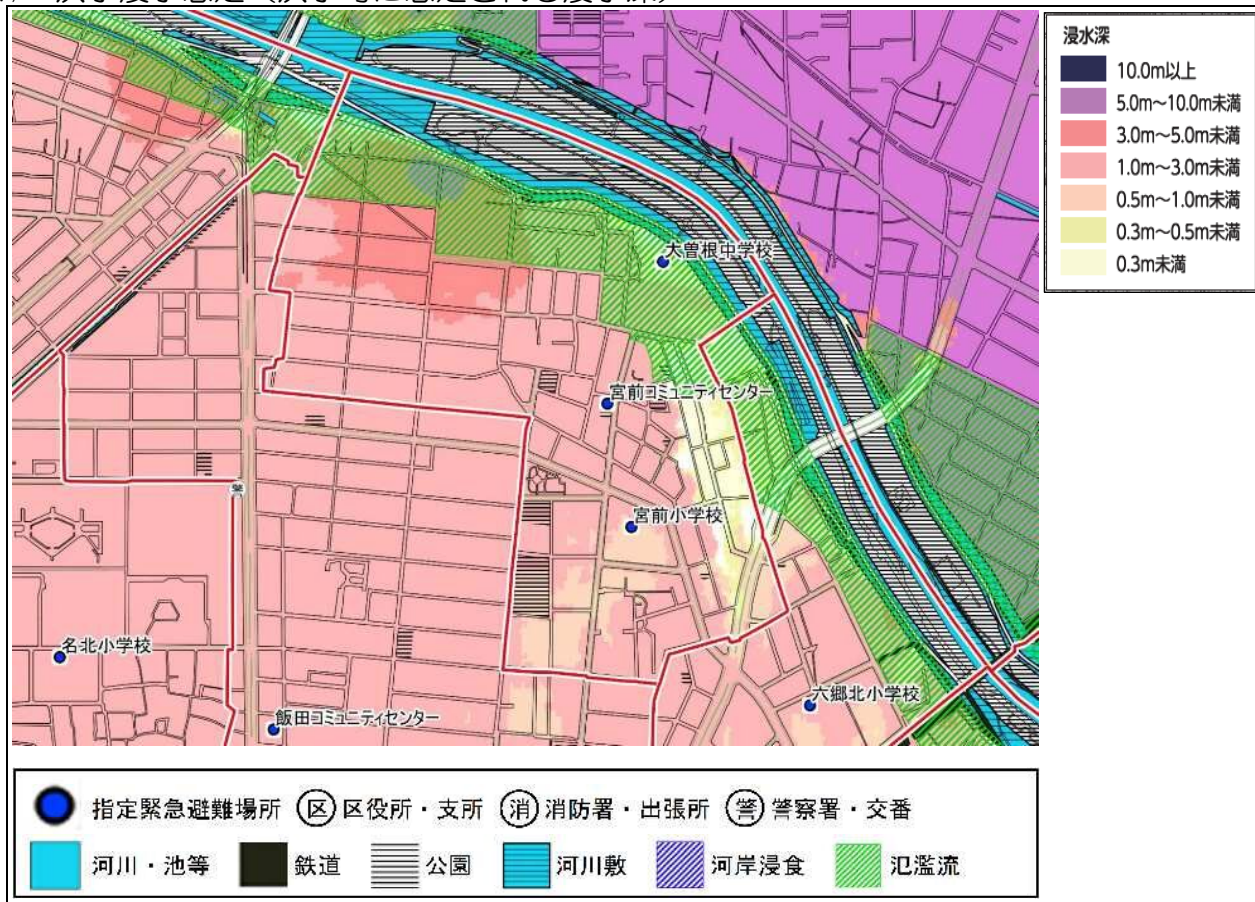 浸水深
10.0m以上
5.0m～10.0m未満
3.0m～5.0m未満
1.0m～3.0m未満
0.5m～1.0m未満
0.3m～0.5m未満
0.3m未満
大曽根中学校
宮前コミュニティセンター
警
宮前小学校
名北小学校
六郷北小学校
飯田コミュニティセンター
指定緊急避難場所 区 区役所・支所 消 消防署・出張所 警 警察署・交番
河川・池等 鉄道 公園 河川敷 河岸浸食 氾濫流